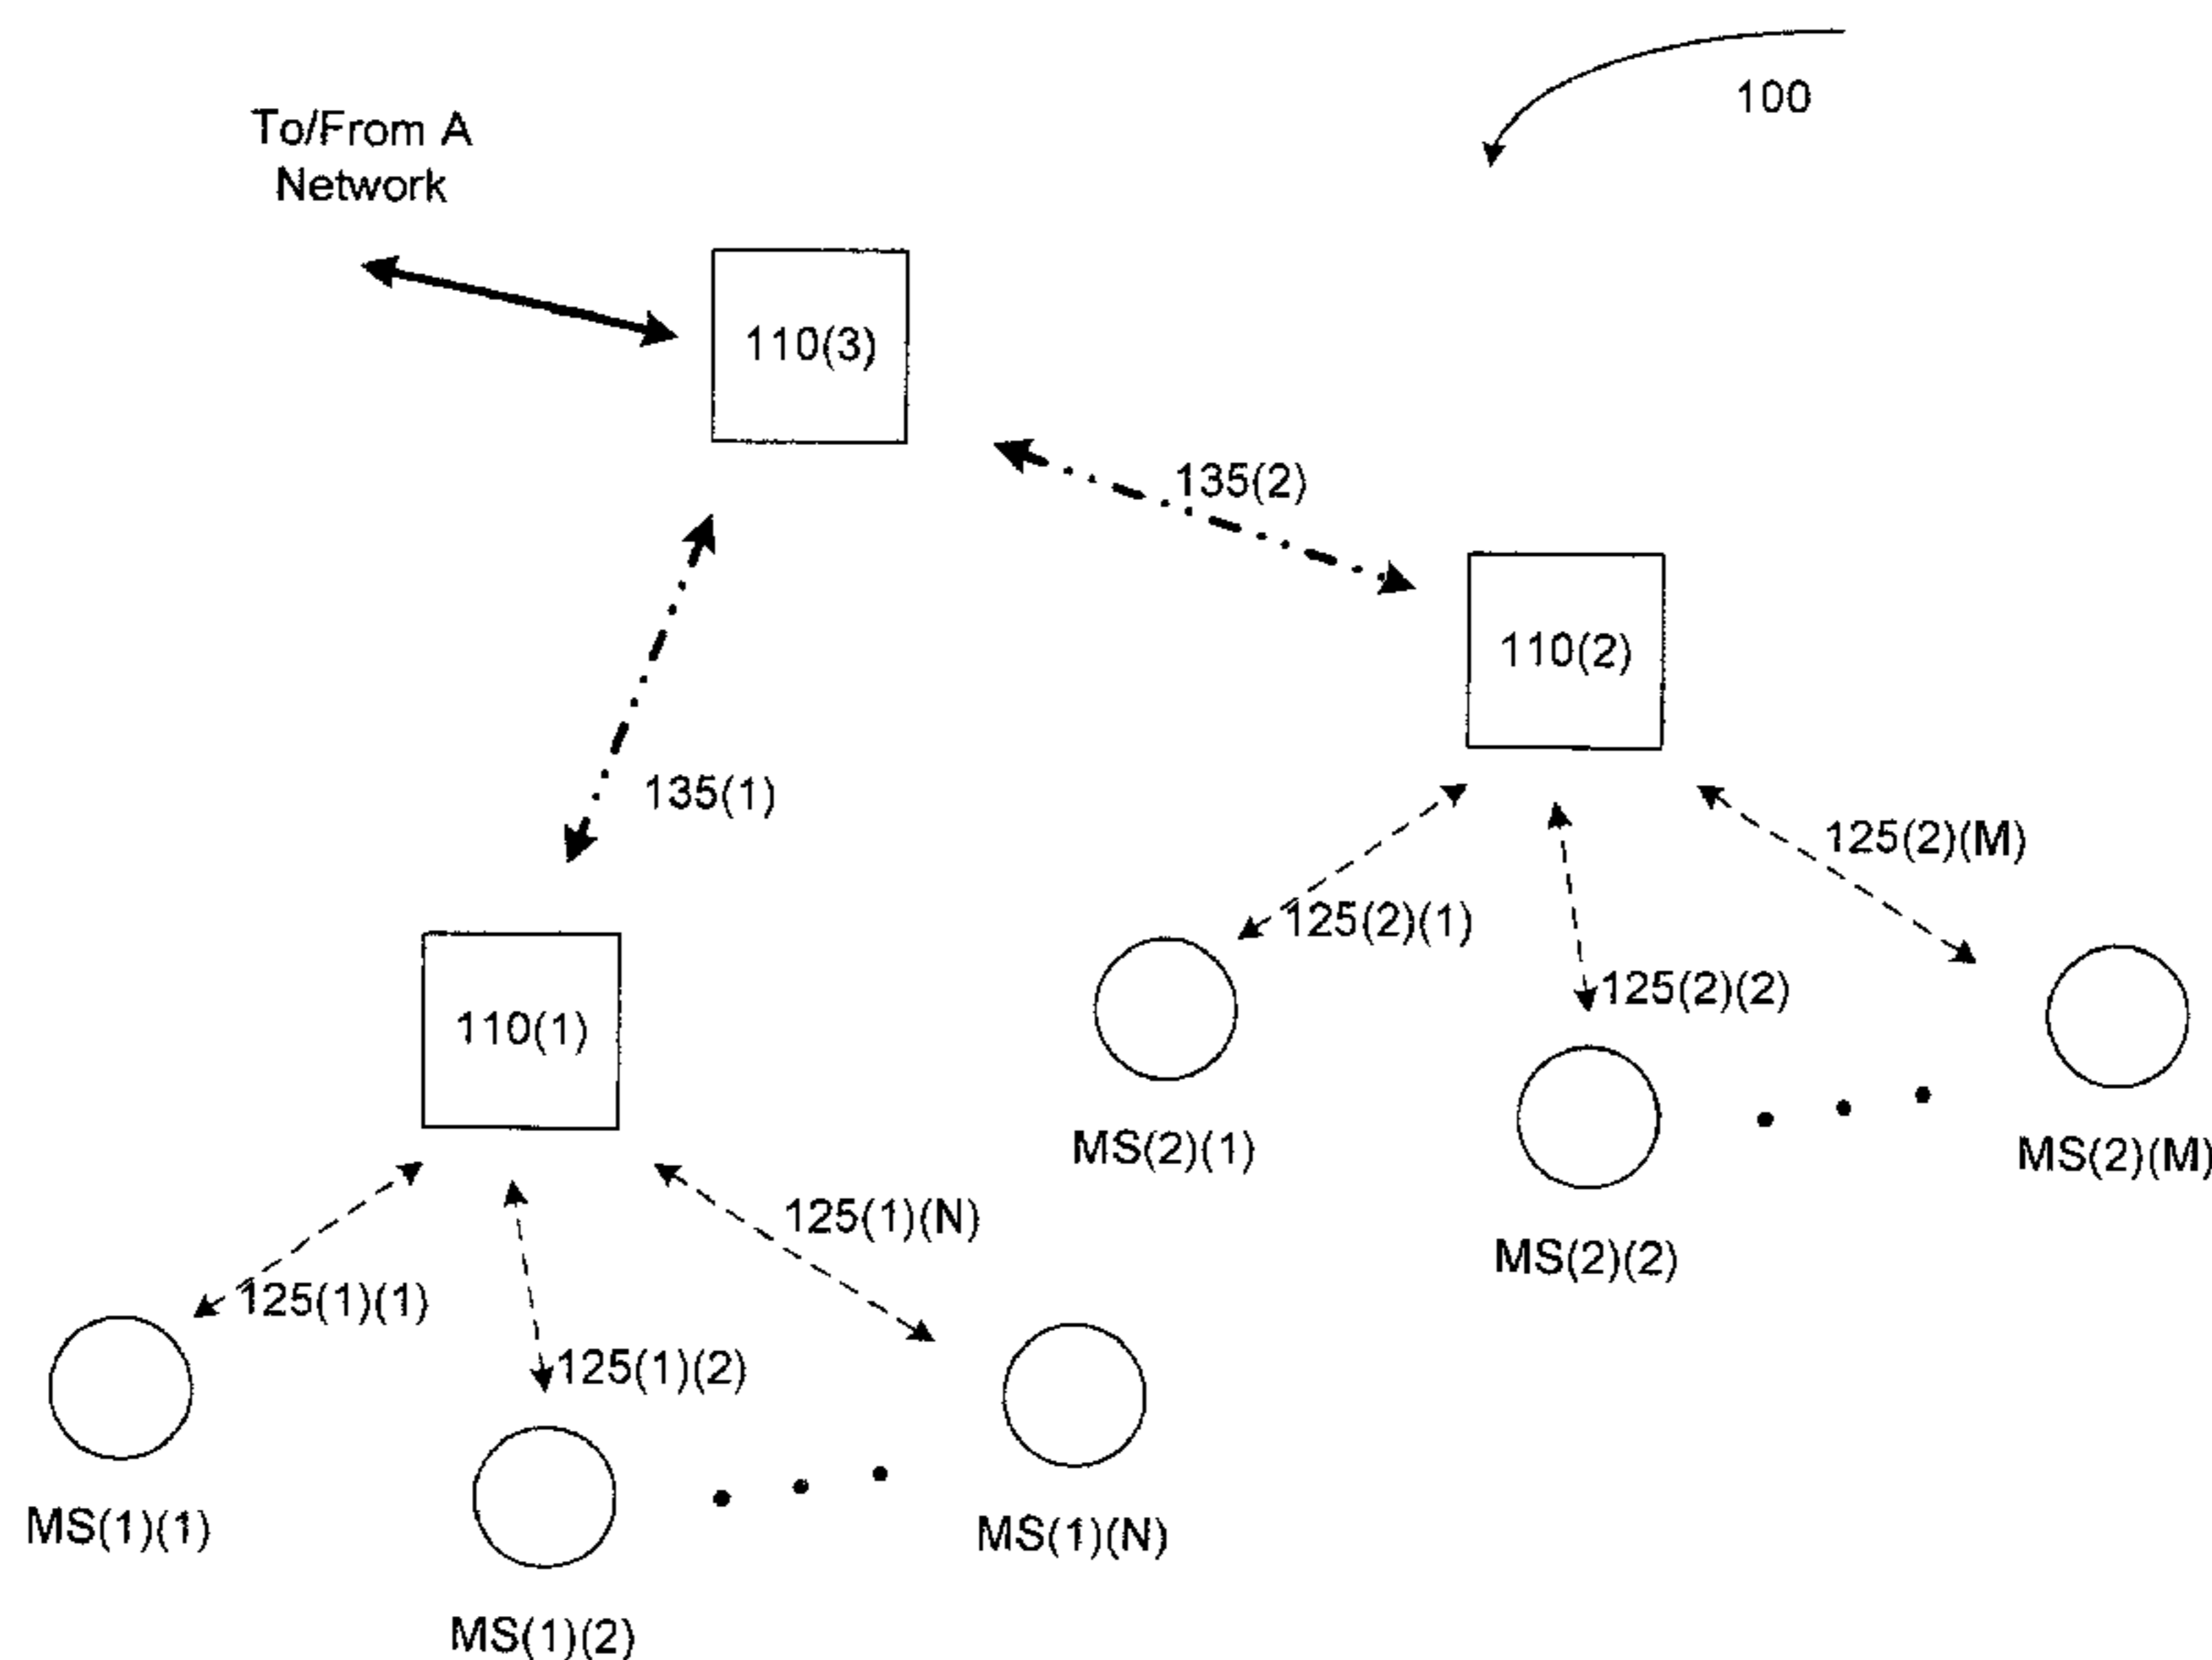 100
To/From A
Network
110(3)
135(2)
110(2)
135(1)
125(2)(M)
125(2)(1)
125(2)(2)
110(1)
MS(2)(1)
MS(2)(M)
125(1)(N)
MS(2)(2)
125(1)(1)
125(1)(2)
MS(1)(1)
MS(1)(N)
MS(1)(2)